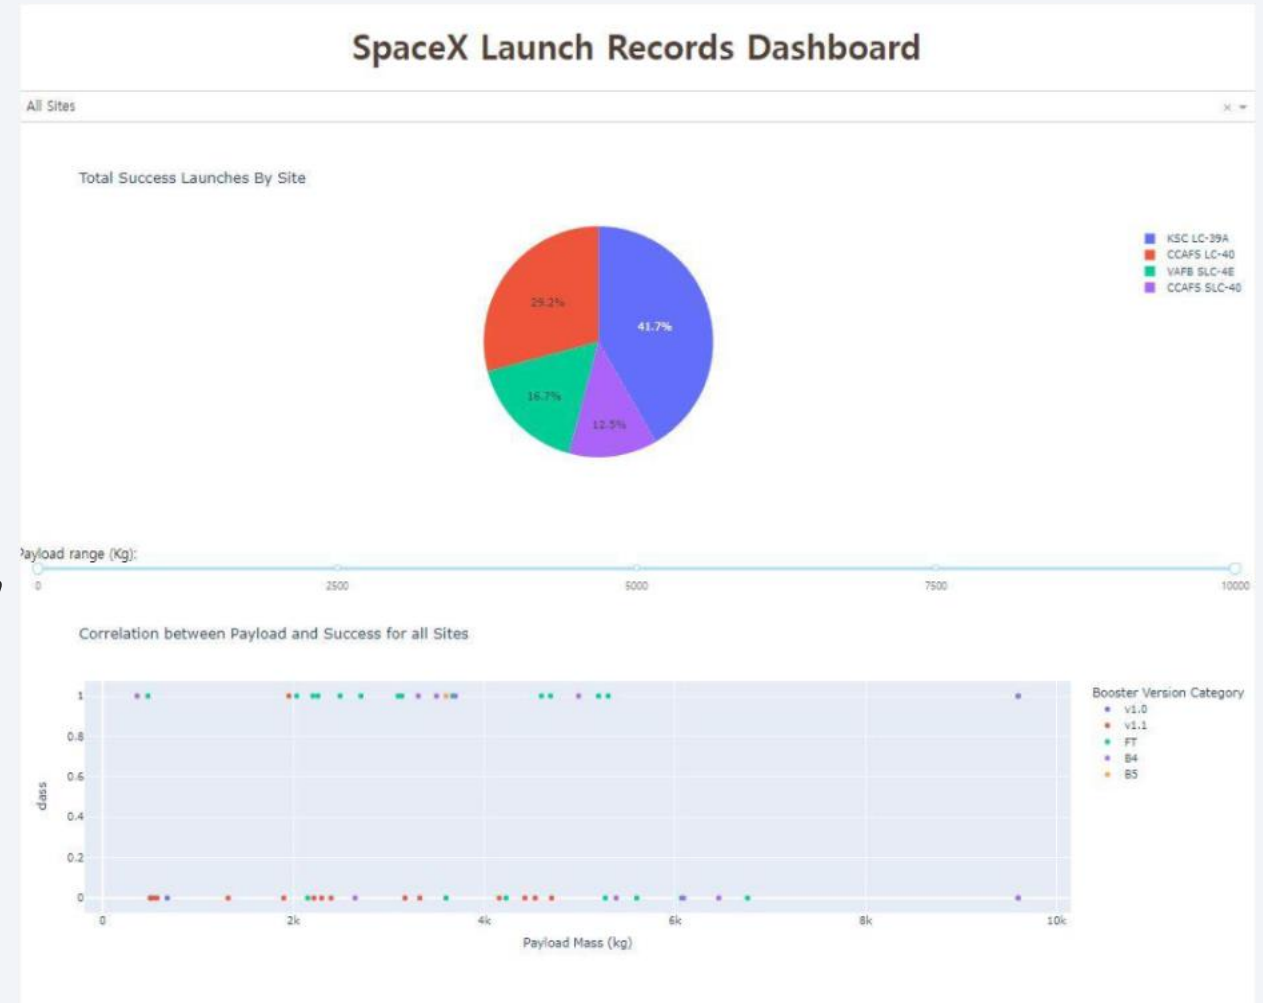 SpaceX Launch Records Dashboard
All Sites
Total Success Launches By Site
KSC LC-39A
CCAFS LC-40
VAFB SLC-4E
CCAFS SLC-40
29.2%
41.7%
16.7%
12.5%
Payload range (Kg):
0 2500 5000 7500 10000
Correlation between Payload and Success for all Sites
1
0.8
0.6
0.4
0.2
0
class
0 2k 4k 6k 8k 10k
Payload Mass (kg)
Booster Version Category
v1.0
v1.1
FT
B4
B5